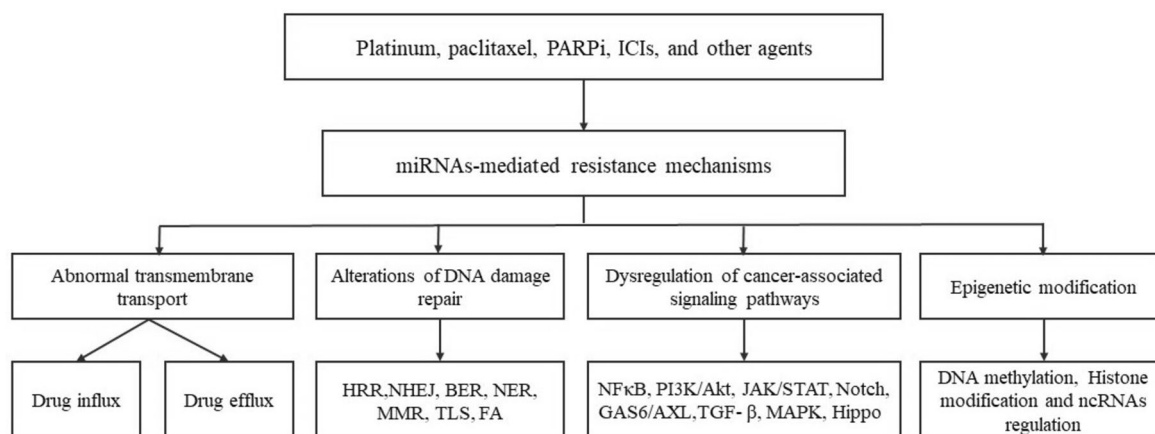 Platinum, paclitaxel, PARPi, ICIs, and other agents
miRNAs-mediated resistance mechanisms
Abnormal transmembrane
transport
Alterations of DNA damage
repair
Dysregulation of cancer-associated
signaling pathways
Epigenetic modification
Drug influx
Drug efflux
HRR,NHEJ, BER, NER,
MMR, TLS, FA
NFκB, PI3K/Akt, JAK/STAT, Notch,
GAS6/AXL,TGF- β, MAPK, Hippo
DNA methylation, Histone
modification and ncRNAs
regulation